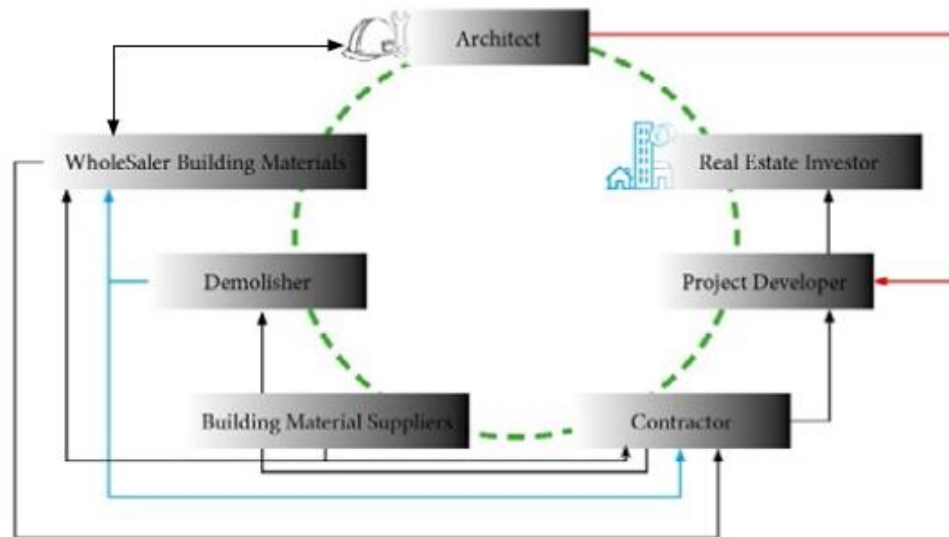 Architect
WholeSaler Building Materials
Real Estate Investor
Demolisher
Project Developer
Building Material Suppliers
Contractor